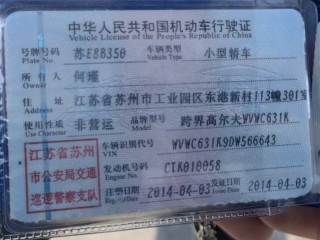 中华人民共和国机动车行驶证
Vehicle License of the People's Republic of China
号牌号码 苏E8B350 车辆类型 小型轿车
Plate No. Vehicle Type
所有人 何瑾
Owner
住址 江苏省苏州市工业园区东港新村113幢301室
Address
使用性质 非营运 品牌型号 跨界高尔夫WVWC631K
Use Character Model
江苏省苏州
市公安局交通
巡逻警察支队
车辆识别代号 WVWC631K9DW566643
VIN
发动机号码 CTK010058
Engine No.
注册日期 2014-04-03 发证日期 2014-04-03
Register Date Issue Date